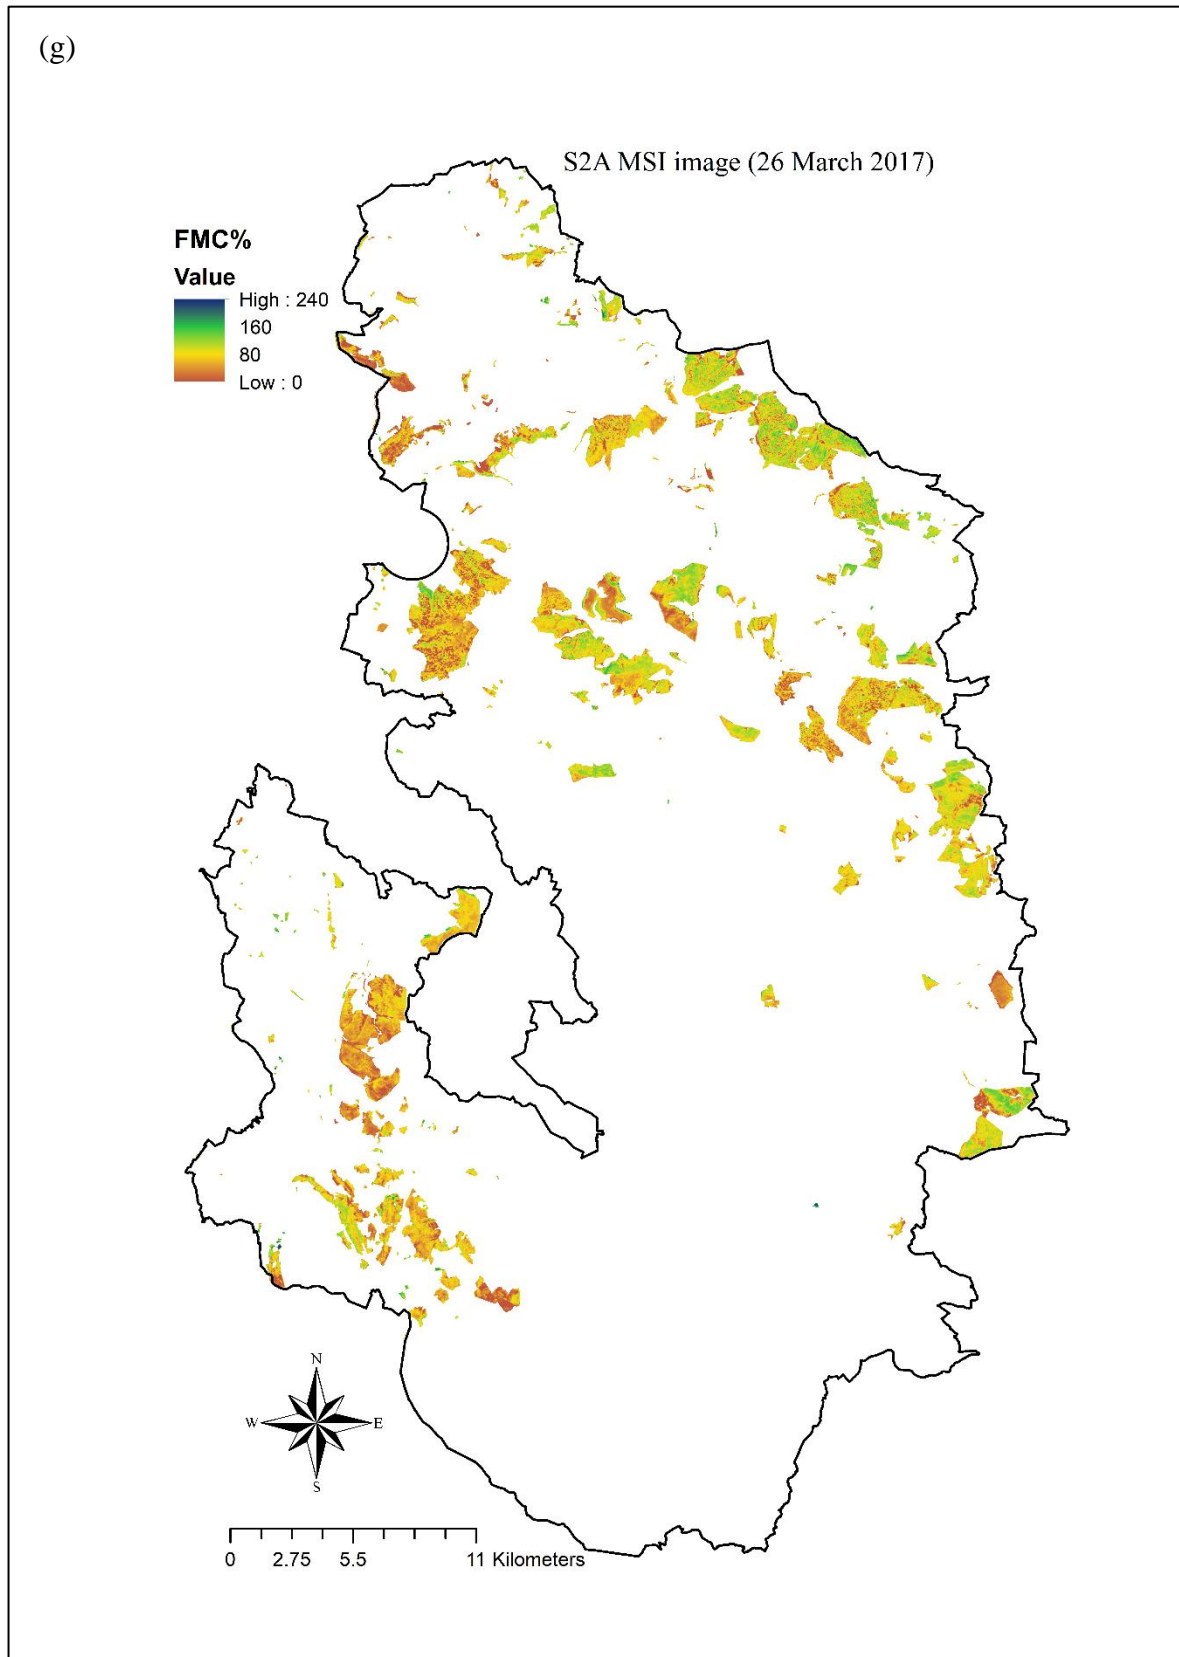 (g)
S2A MSI image (26 March 2017)
FMC%
Value
High : 240
160
80
Low : 0
N
W E
S
0 2.75 5.5 11 Kilometers